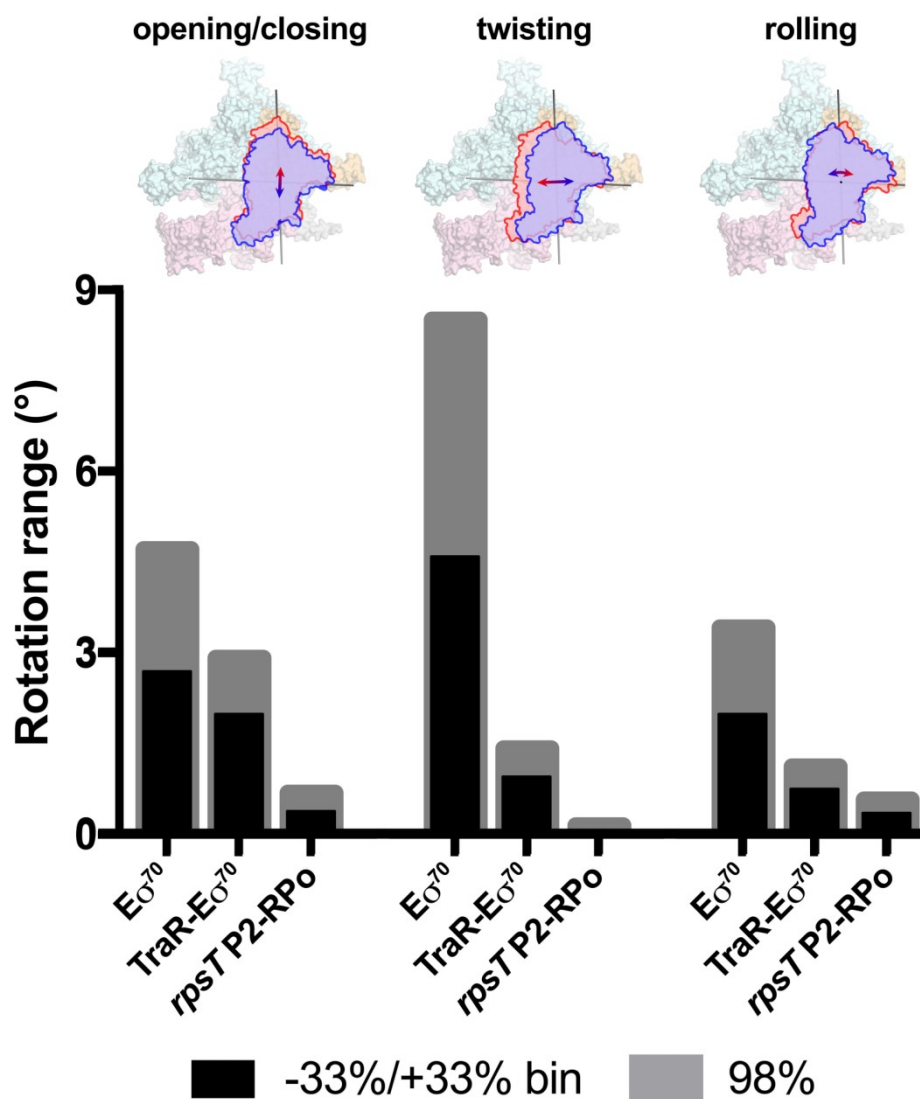 opening/closing twisting rolling
Rotation range (°)
9
6
3
0
Eσ⁷⁰ TraR-Eσ⁷⁰ rpsT P2-RPo Eσ⁷⁰ TraR-Eσ⁷⁰ rpsT P2-RPo Eσ⁷⁰ TraR-Eσ⁷⁰ rpsT P2-RPo
-33%/+33% bin 98%